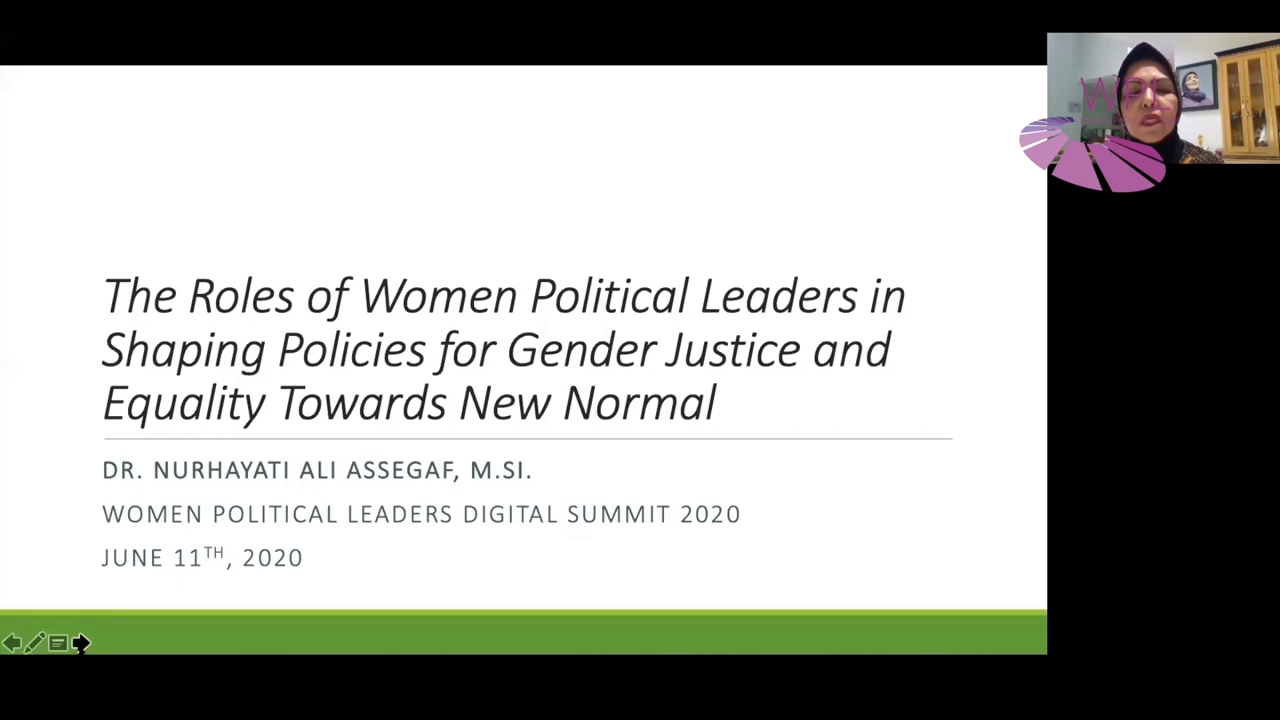 WPL
The Roles of Women Political Leaders in
Shaping Policies for Gender Justice and
Equality Towards New Normal
DR. NURHAYATI ALI ASSEGAF, M.SI.
WOMEN POLITICAL LEADERS DIGITAL SUMMIT 2020
JUNE 11TH, 2020